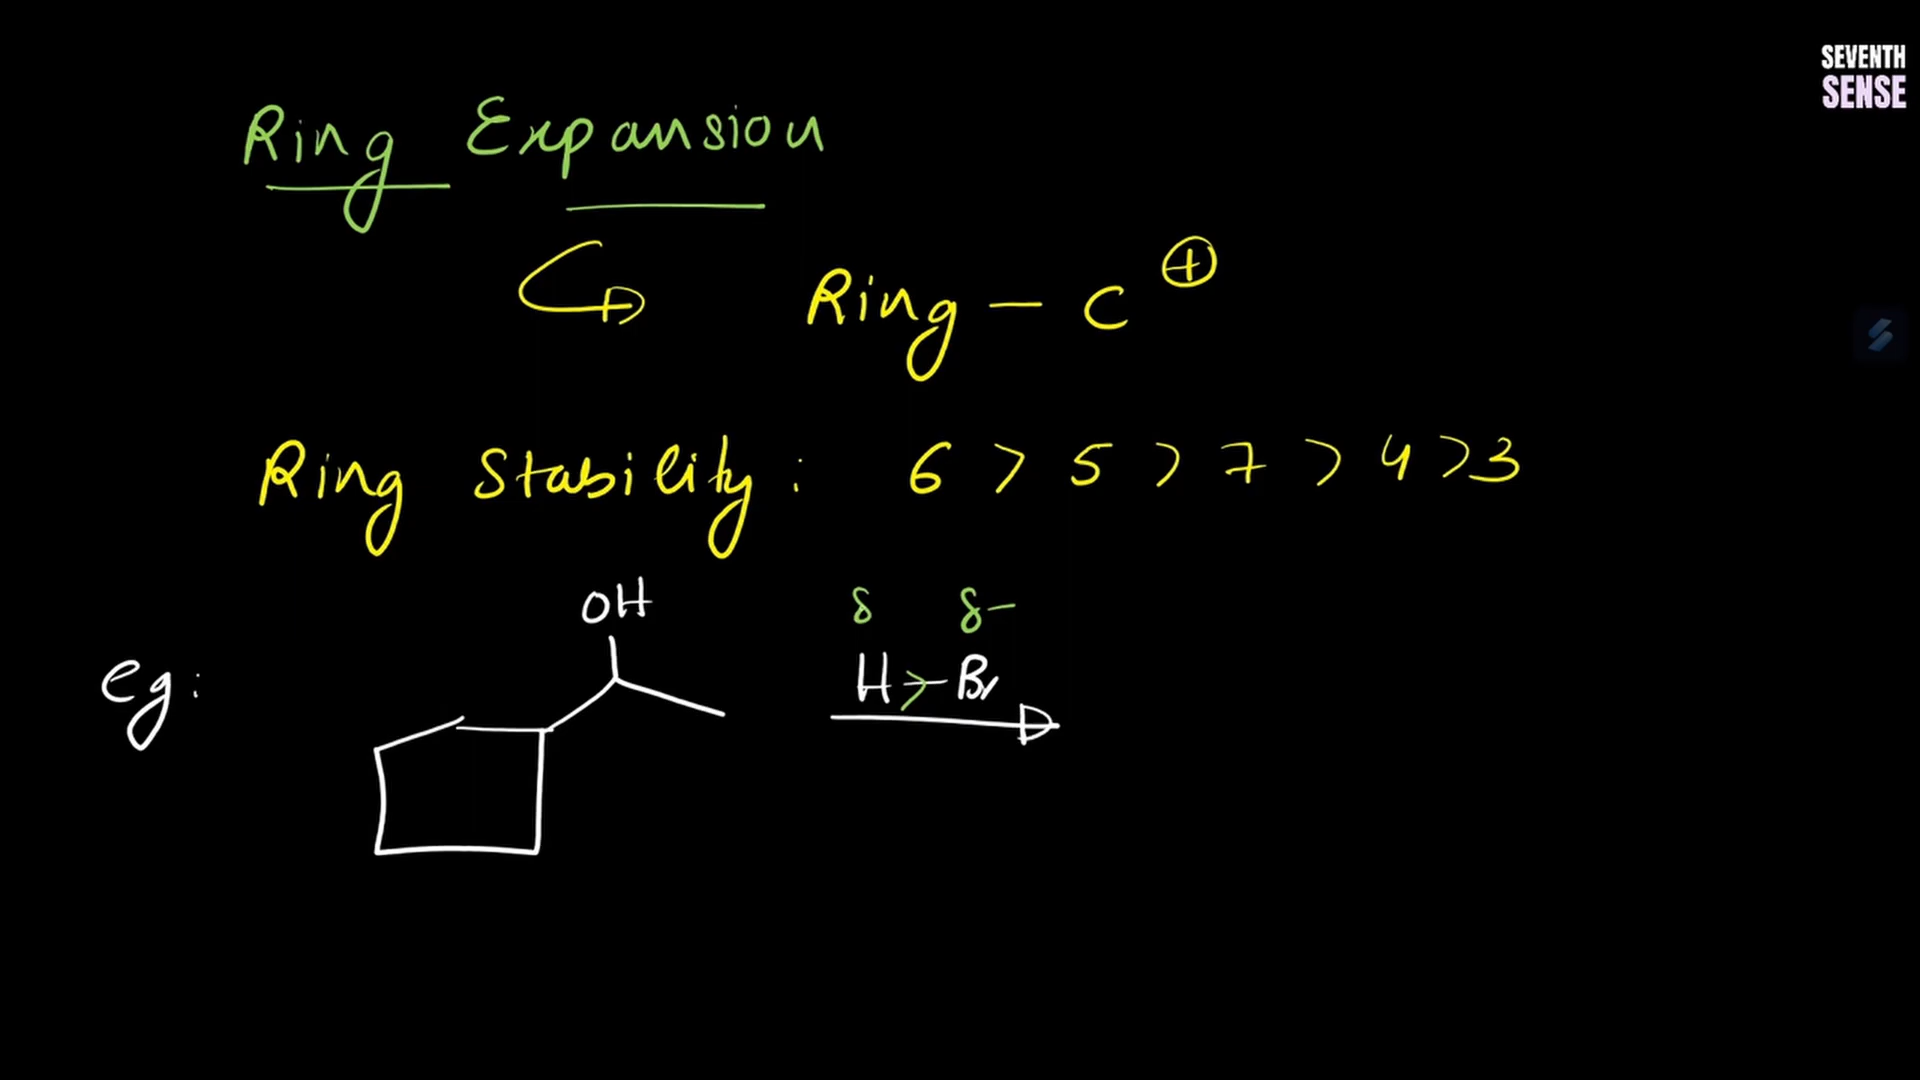 SEVENTH
SENSE
Ring Expansion
Ring - C ⊕
Ring Stability : 6 > 5 > 7 > 4 > 3
eg :
OH
δ δ-
H - Br